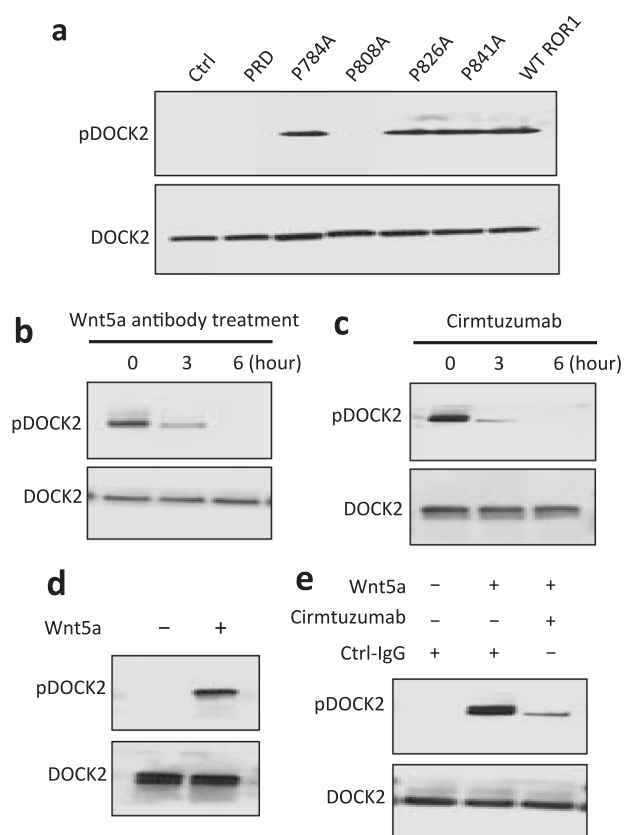 a
Ctrl PRD P784A P808A P826A P841A WT ROR1
pDOCK2
DOCK2
b
Wnt5a antibody treatment
0 3 6 (hour)
pDOCK2
DOCK2
c
Cirmtuzumab
0 3 6 (hour)
pDOCK2
DOCK2
d
Wnt5a – +
pDOCK2
DOCK2
e
Wnt5a – + +
Cirmtuzumab – – +
Ctrl-IgG + + –
pDOCK2
DOCK2